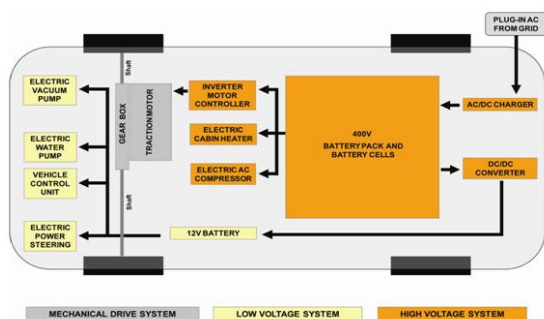 PLUG-IN AC
FROM GRID
Shaft
ELECTRIC
VACUUM
PUMP
GEAR BOX
TRACTION MOTOR
INVERTER
MOTOR
CONTROLLER
400V
BATTERY PACK AND
BATTERY CELLS
AC/DC CHARGER
ELECTRIC
WATER
PUMP
ELECTRIC
CABIN HEATER
VEHICLE
CONTROL
UNIT
ELECTRIC AC
COMPRESSOR
DC/DC
CONVERTER
Shaft
ELECTRIC
POWER
STEERING
12V BATTERY
MECHANICAL DRIVE SYSTEM
LOW VOLTAGE SYSTEM
HIGH VOLTAGE SYSTEM